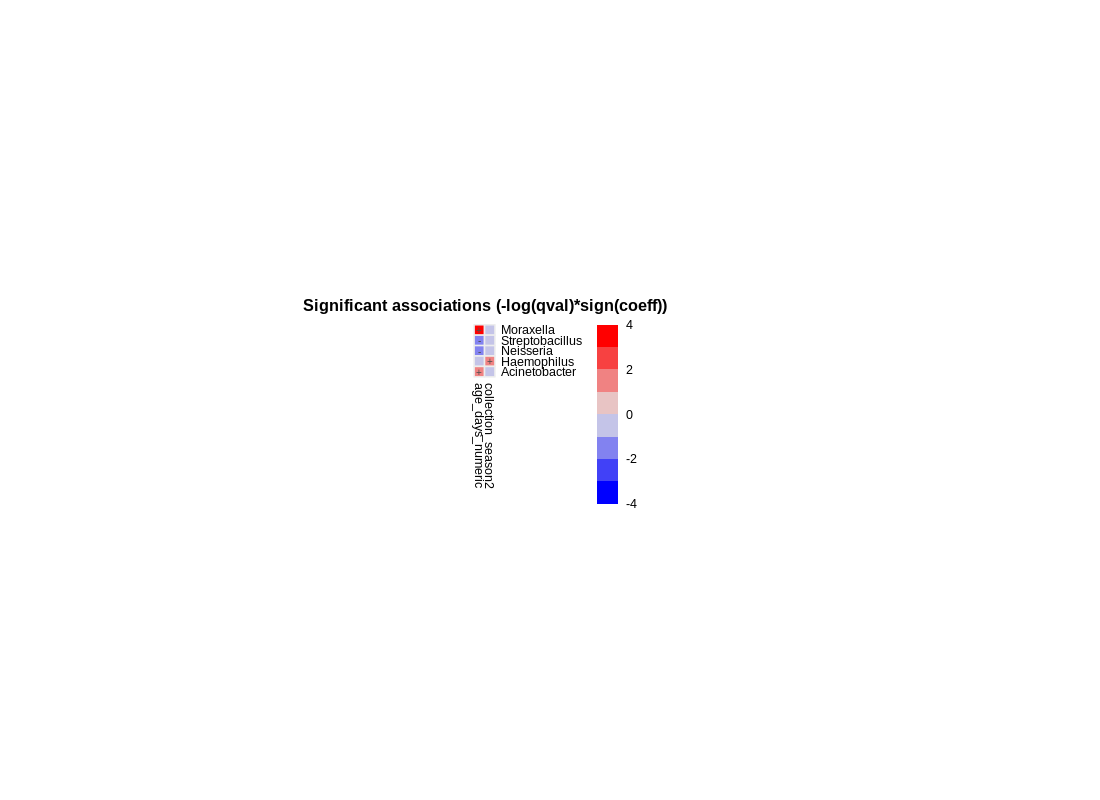 Significant associations (-log(qval)*sign(coeff))
Moraxella
- Streptobacillus
- Neisseria
+ Haemophilus
+ Acinetobacter
age_days_numeric
collection_season2
4
2
0
-2
-4